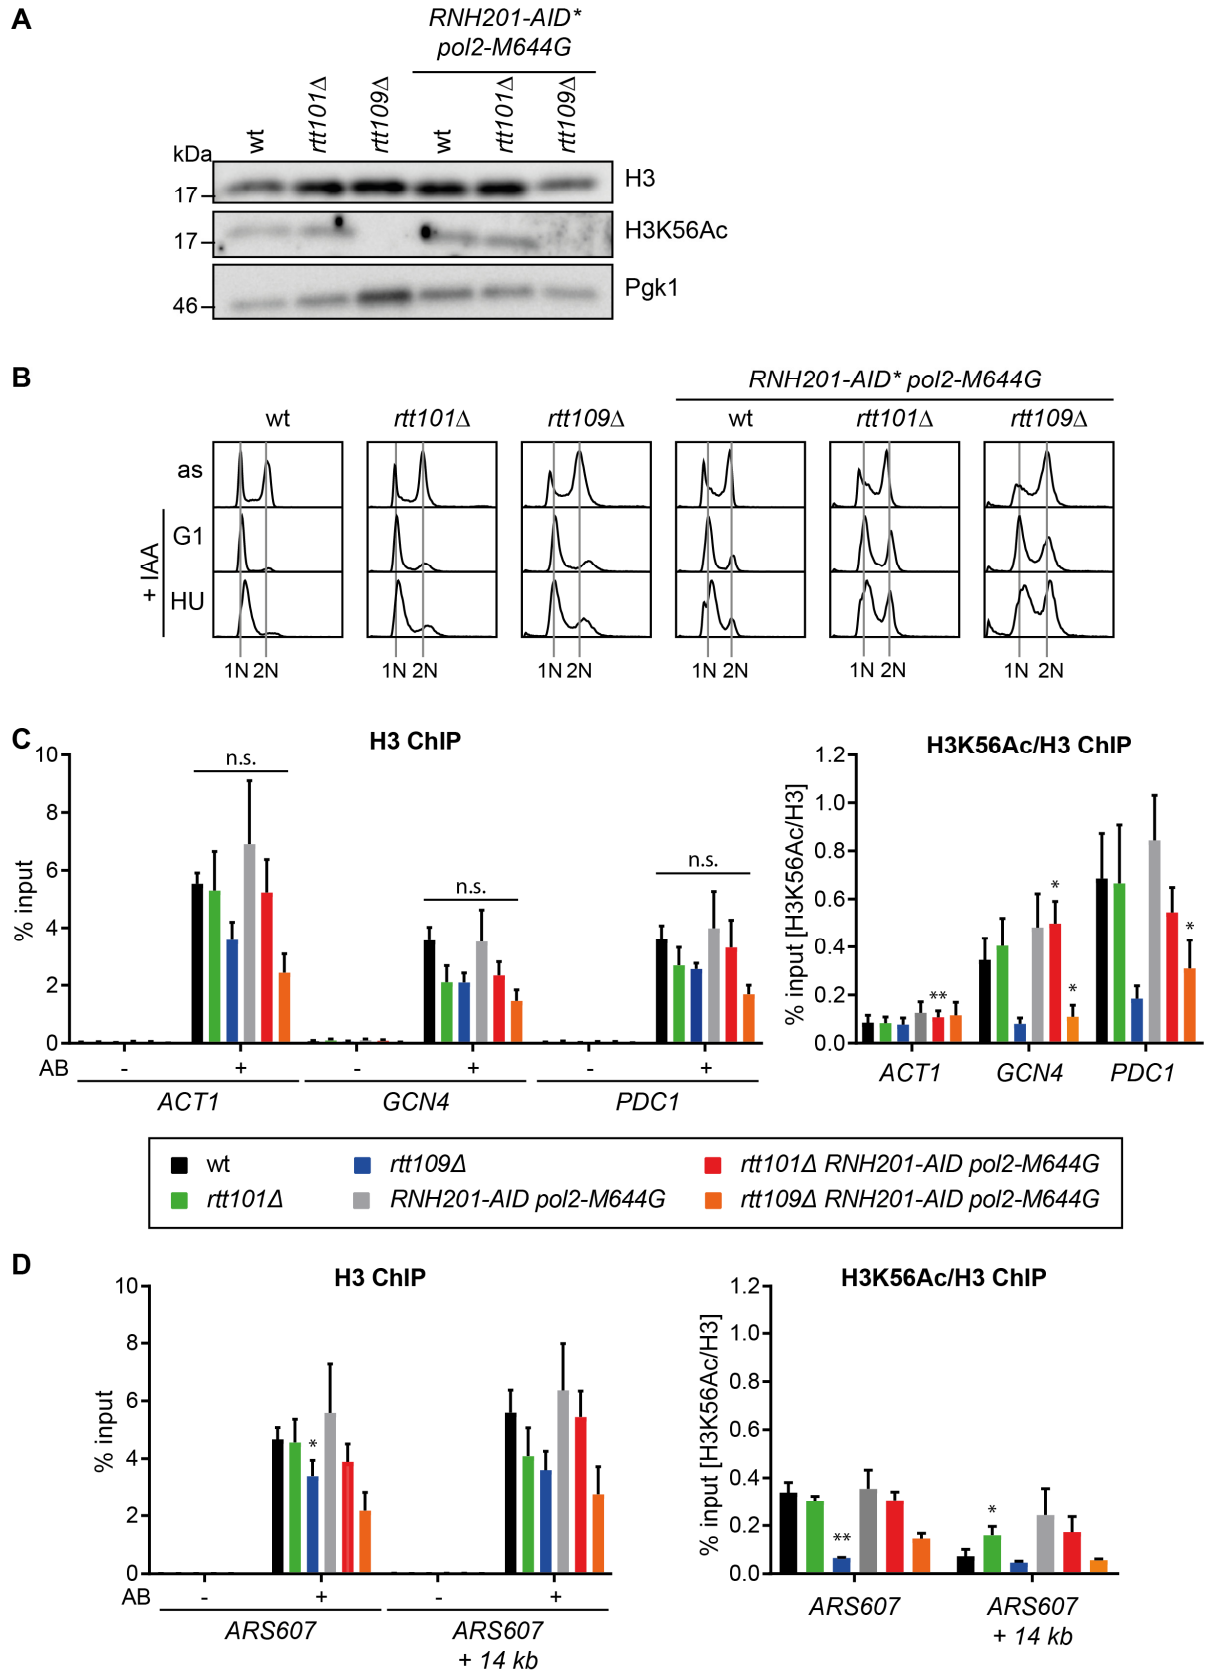 A
RNH201-AID*
pol2-M644G
wt
rtt101Δ
rtt109Δ
wt
rtt101Δ
rtt109Δ
kDa
17
H3
17
H3K56Ac
46
Pgk1
B
RNH201-AID* pol2-M644G
wt
rtt101Δ
rtt109Δ
wt
rtt101Δ
rtt109Δ
as
+ IAA
G1
HU
1N 2N
1N 2N
1N 2N
1N 2N
1N 2N
1N 2N
C
H3 ChIP
% input
10
8
6
4
2
0
n.s.
n.s.
n.s.
AB
-
+
-
+
-
+
ACT1
GCN4
PDC1
H3K56Ac/H3 ChIP
% input [H3K56Ac/H3]
1.2
1.0
0.8
0.6
0.4
0.2
0.0
**
*
*
*
ACT1
GCN4
PDC1
wt
rtt109Δ
rtt101Δ RNH201-AID pol2-M644G
rtt101Δ
RNH201-AID pol2-M644G
rtt109Δ RNH201-AID pol2-M644G
D
H3 ChIP
% input
10
8
6
4
2
0
*
AB
-
+
-
+
ARS607
ARS607
+ 14 kb
H3K56Ac/H3 ChIP
% input [H3K56Ac/H3]
1.2
1.0
0.8
0.6
0.4
0.2
0.0
**
*
ARS607
ARS607
+ 14 kb